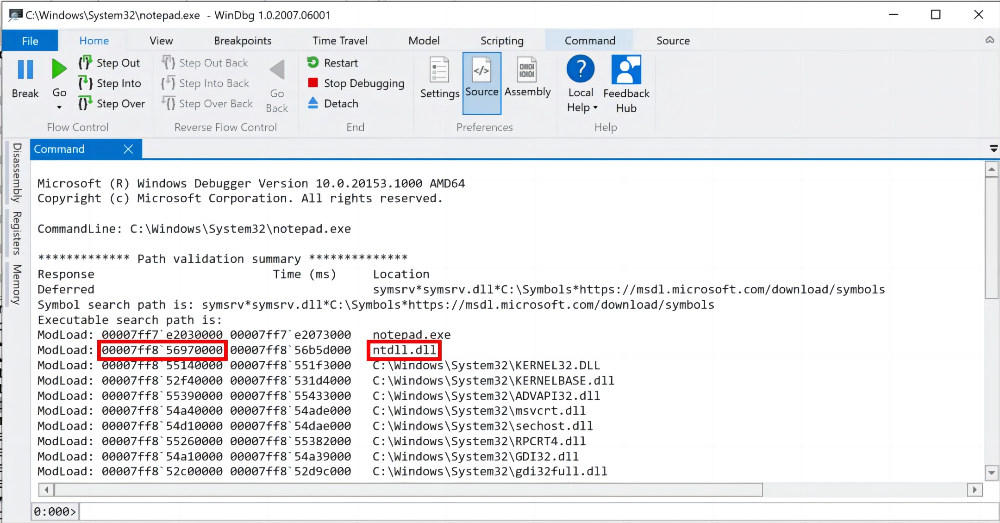 C:\Windows\System32\notepad.exe - WinDbg 1.0.2007.06001
File Home View Breakpoints Time Travel Model Scripting Command Source
Break
Go
Step Out
Step Into
Step Over
Flow Control
Step Out Back
Step Into Back
Step Over Back
Go Back
Reverse Flow Control
Restart
Stop Debugging
Detach
End
Settings
Source
Assembly
Preferences
Local Help
Feedback Hub
Help
Disassembly
Registers
Memory
Command
Microsoft (R) Windows Debugger Version 10.0.20153.1000 AMD64
Copyright (c) Microsoft Corporation. All rights reserved.
CommandLine: C:\Windows\System32\notepad.exe
************* Path validation summary **************
Response Time (ms) Location
Deferred symsrv*symsrv.dll*C:\Symbols*https://msdl.microsoft.com/download/symbols
Symbol search path is: symsrv*symsrv.dll*C:\Symbols*https://msdl.microsoft.com/download/symbols
Executable search path is:
ModLoad: 00007ff7`e2030000 00007ff7`e2073000 notepad.exe
ModLoad: 00007ff8`56970000 00007ff8`56b5d000 ntdll.dll
ModLoad: 00007ff8`55140000 00007ff8`551f3000 C:\Windows\System32\KERNEL32.DLL
ModLoad: 00007ff8`52f40000 00007ff8`531d4000 C:\Windows\System32\KERNELBASE.dll
ModLoad: 00007ff8`55390000 00007ff8`55433000 C:\Windows\System32\ADVAPI32.dll
ModLoad: 00007ff8`54a40000 00007ff8`54ade000 C:\Windows\System32\msvcrt.dll
ModLoad: 00007ff8`54d10000 00007ff8`54dae000 C:\Windows\System32\sechost.dll
ModLoad: 00007ff8`55260000 00007ff8`55382000 C:\Windows\System32\RPCRT4.dll
ModLoad: 00007ff8`54a10000 00007ff8`54a39000 C:\Windows\System32\GDI32.dll
ModLoad: 00007ff8`52c00000 00007ff8`52d9c000 C:\Windows\System32\gdi32full.dll
0:000>